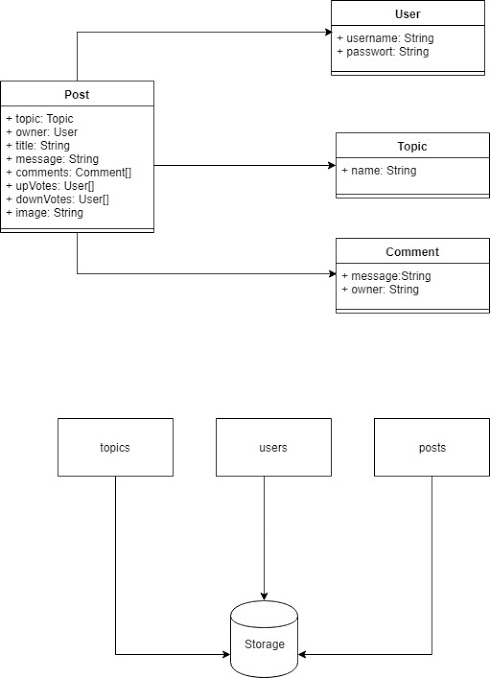 User
+ username: String
+ passwort: String
Post
+ topic: Topic
+ owner: User
+ title: String
+ message: String
+ comments: Comment[]
+ upVotes: User[]
+ downVotes: User[]
+ image: String
Topic
+ name: String
Comment
+ message:String
+ owner: String
topics
users
posts
Storage